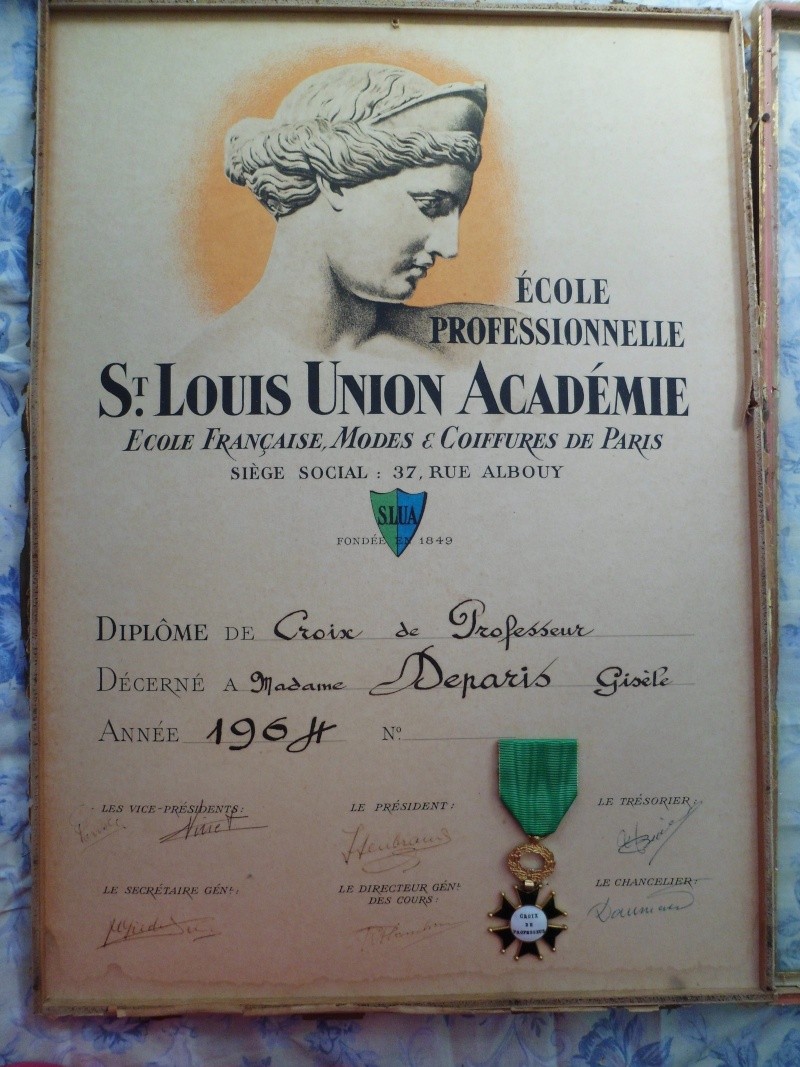 ÉCOLE
PROFESSIONNELLE
ST. LOUIS UNION ACADÉMIE
ECOLE FRANÇAISE, MODES & COIFFURES DE PARIS
SIÈGE SOCIAL : 37, RUE ALBOUY
S.L.U.A
FONDÉE EN 1849
DIPLÔME DE Croix de Professeur
DÉCERNÉ A Madame Deparis Gisèle
ANNÉE 1964 N°
LES VICE-PRÉSIDENTS: LE PRÉSIDENT: LE TRÉSORIER:
LE SECRÉTAIRE GÉNL: LE DIRECTEUR GÉNL DES COURS: LE CHANCELIER:
CROIX
DE
PROFESSEUR